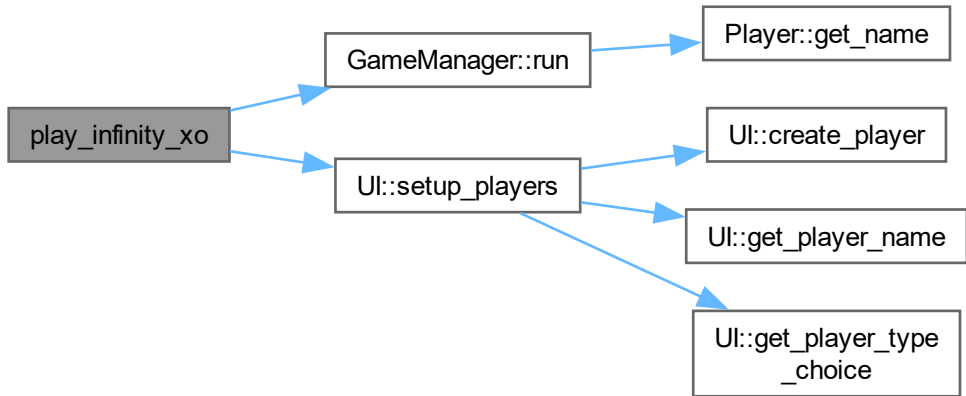 play_infinity_xo
GameManager::run
Player::get_name
UI::setup_players
UI::create_player
UI::get_player_name
UI::get_player_type
_choice